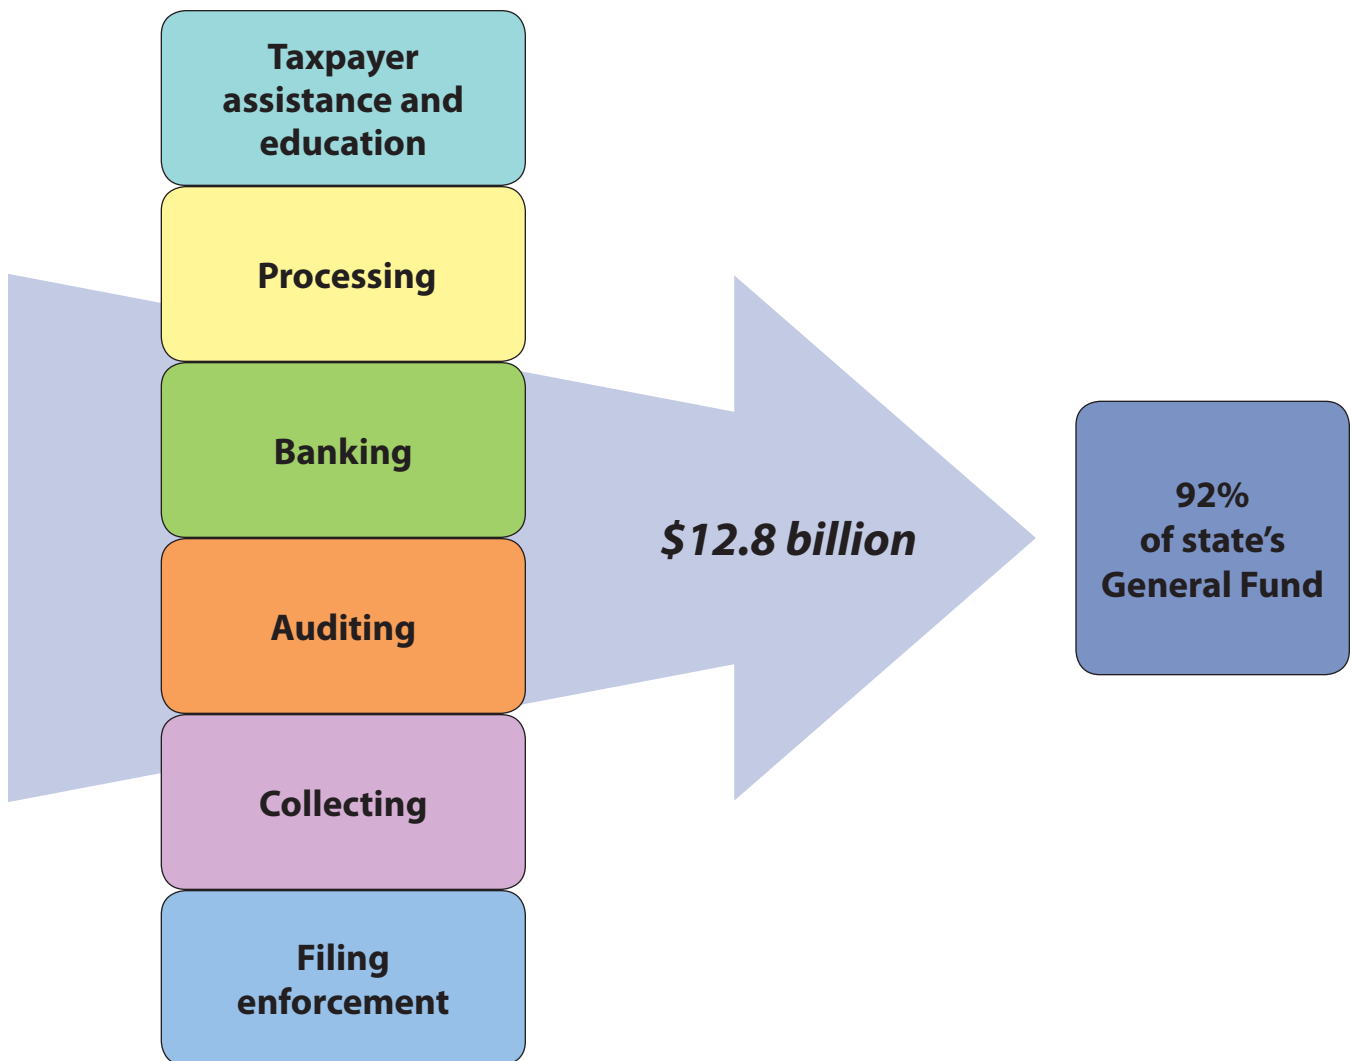 Taxpayer
assistance and
education
Processing
Banking
Auditing
Collecting
Filing
enforcement
$12.8 billion
92%
of state's
General Fund